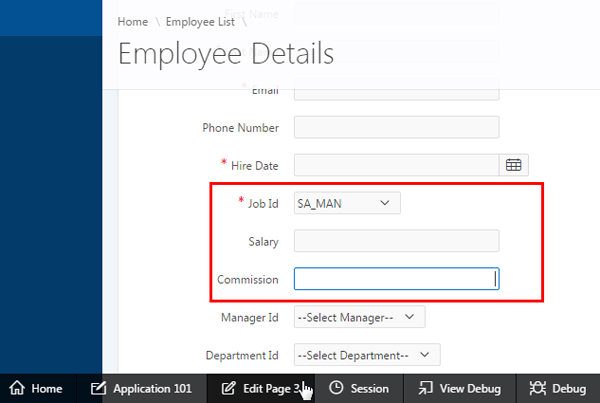 First Name
Home \ Employee List \
Employee Details
* Email
Phone Number
* Hire Date
* Job Id SA_MAN
Salary
Commission
Manager Id --Select Manager--
Department Id --Select Department--
Home Application 101 Edit Page 3 Session View Debug Debug